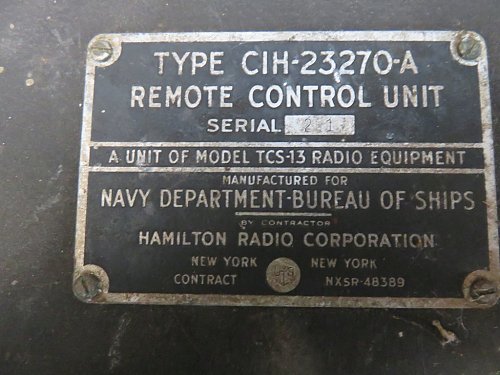 TYPE CIH-23270-A
REMOTE CONTROL UNIT
SERIAL 21
A UNIT OF MODEL TCS-13 RADIO EQUIPMENT
MANUFACTURED FOR
NAVY DEPARTMENT-BUREAU OF SHIPS
BY CONTRACTOR
HAMILTON RADIO CORPORATION
NEW YORK NEW YORK
CONTRACT NXSR-48389